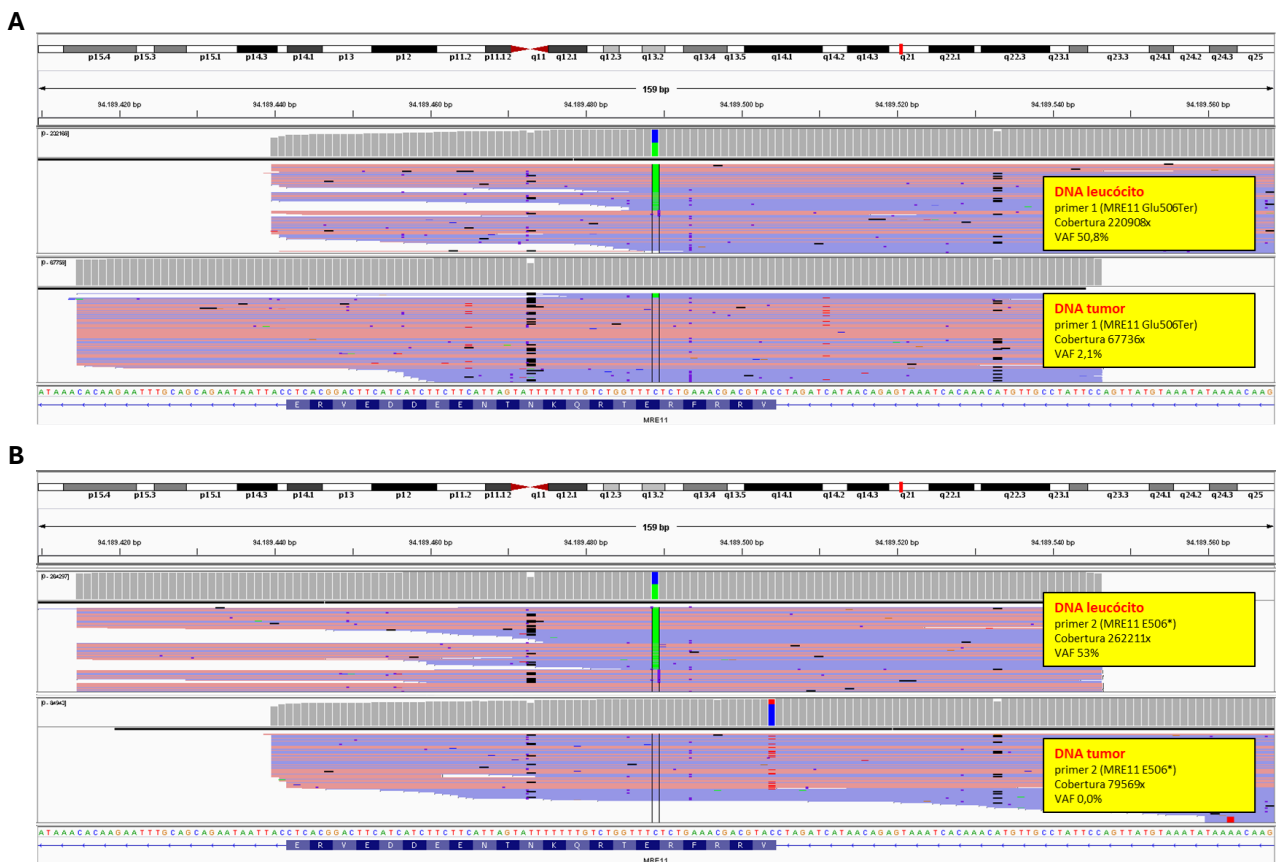 A
p15.4 p15.3 p15.1 p14.3 p14.1 p13 p12 p11.2 p11.12 q11 q12.1 q12.3 q13.2 q13.4 q13.5 q14.1 q14.2 q14.3 q21 q22.1 q22.3 q23.1 q23.3 q24.1 q24.2 q24.3 q25
159 bp
94.189.420 bp 94.189.440 bp 94.189.460 bp 94.189.480 bp 94.189.500 bp 94.189.520 bp 94.189.540 bp 94.189.560 bp
DNA leucócito
primer 1 (MRE11 Glu506Ter)
Cobertura 220908x
VAF 50,8%
DNA tumor
primer 1 (MRE11 Glu506Ter)
Cobertura 67736x
VAF 2,1%
E R V E D D E E N T N K Q R T E R F R R V
MRE11
B
p15.4 p15.3 p15.1 p14.3 p14.1 p13 p12 p11.2 p11.12 q11 q12.1 q12.3 q13.2 q13.4 q13.5 q14.1 q14.2 q14.3 q21 q22.1 q22.3 q23.1 q23.3 q24.1 q24.2 q24.3 q25
159 bp
94.189.420 bp 94.189.440 bp 94.189.460 bp 94.189.480 bp 94.189.500 bp 94.189.520 bp 94.189.540 bp 94.189.560 bp
DNA leucócito
primer 2 (MRE11 E506*)
Cobertura 262211x
VAF 53%
DNA tumor
primer 2 (MRE11 E506*)
Cobertura 79569x
VAF 0,0%
E R V E D D E E N T N K Q R T E R F R R V
MRE11